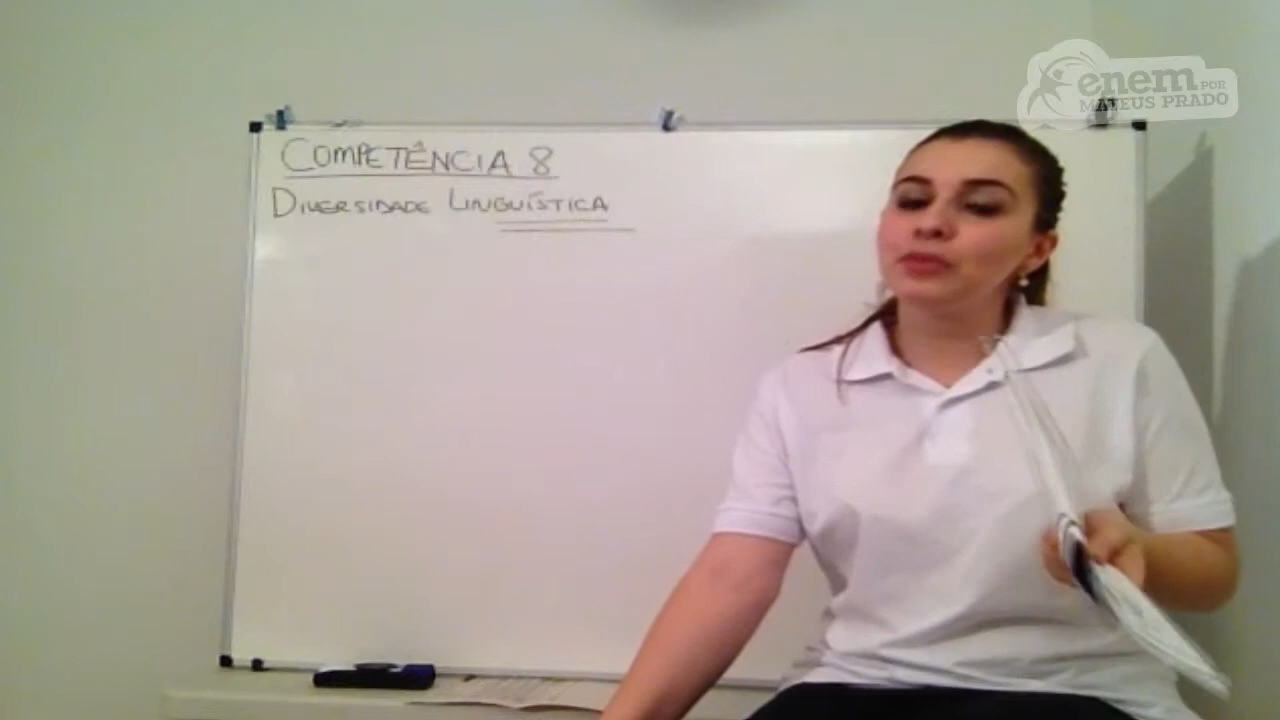 enem POR
MATEUS PRADO
COMPETÊNCIA 8
DIVERSIDADE LINGUÍSTICA